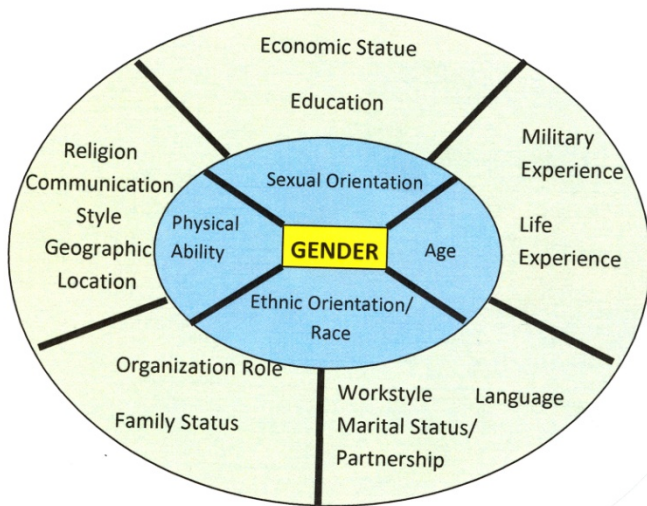 Economic Statue
Education
Military
Experience
Life
Experience
Religion
Communication
Style
Geographic
Location
Sexual Orientation
Physical
Ability
GENDER
Age
Ethnic Orientation/
Race
Organization Role
Family Status
Workstyle
Language
Marital Status/
Partnership